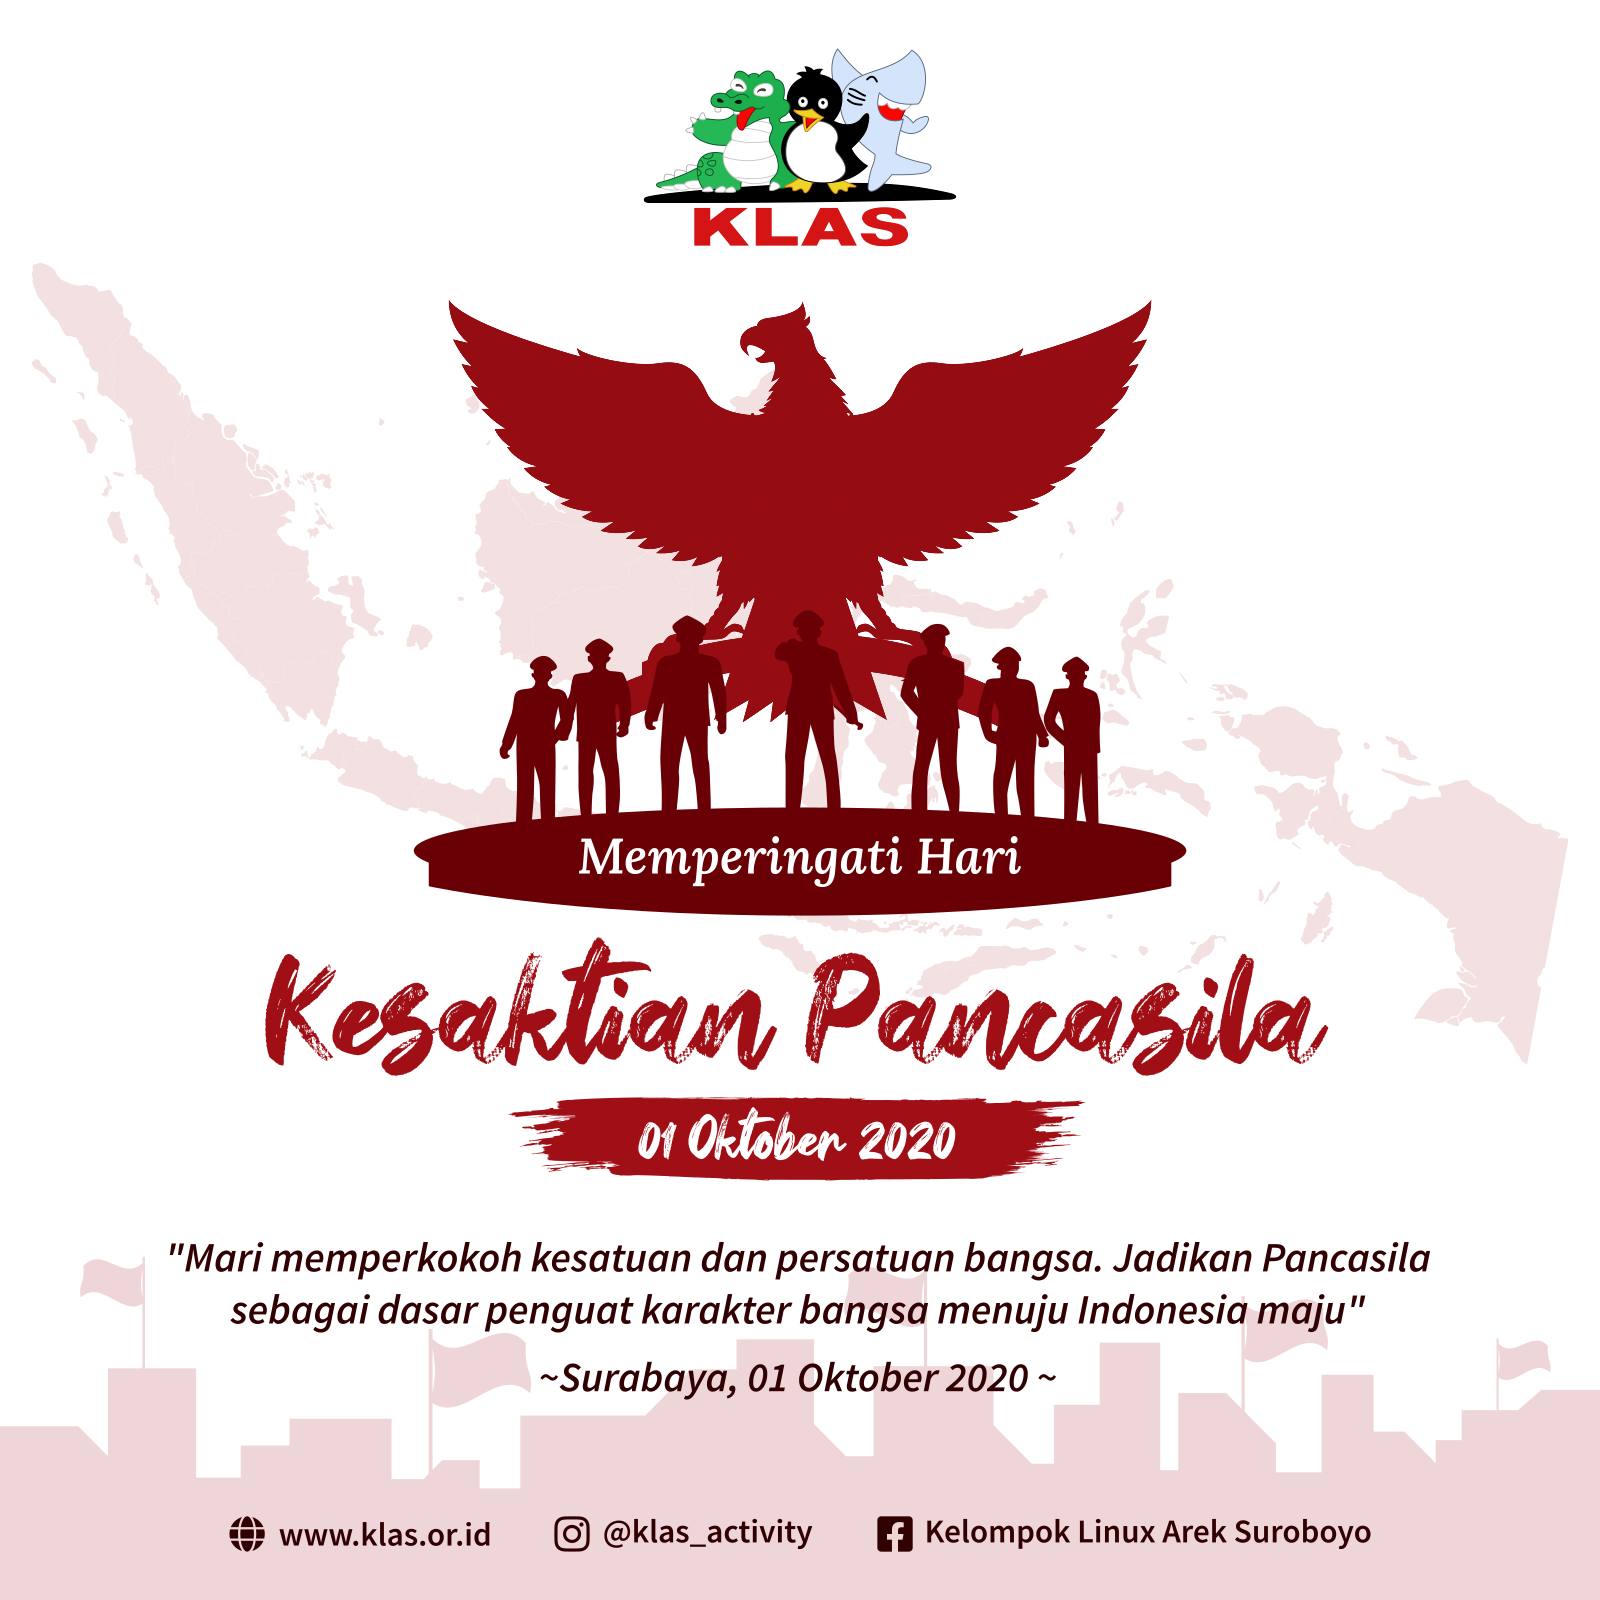 KLAS
Memperingati Hari
Kesaktian Pancasila
01 Oktober 2020
"Mari memperkokoh kesatuan dan persatuan bangsa. Jadikan Pancasila
sebagai dasar penguat karakter bangsa menuju Indonesia maju"
~Surabaya, 01 Oktober 2020 ~
www.klas.or.id @klas_activity Kelompok Linux Arek Suroboyo